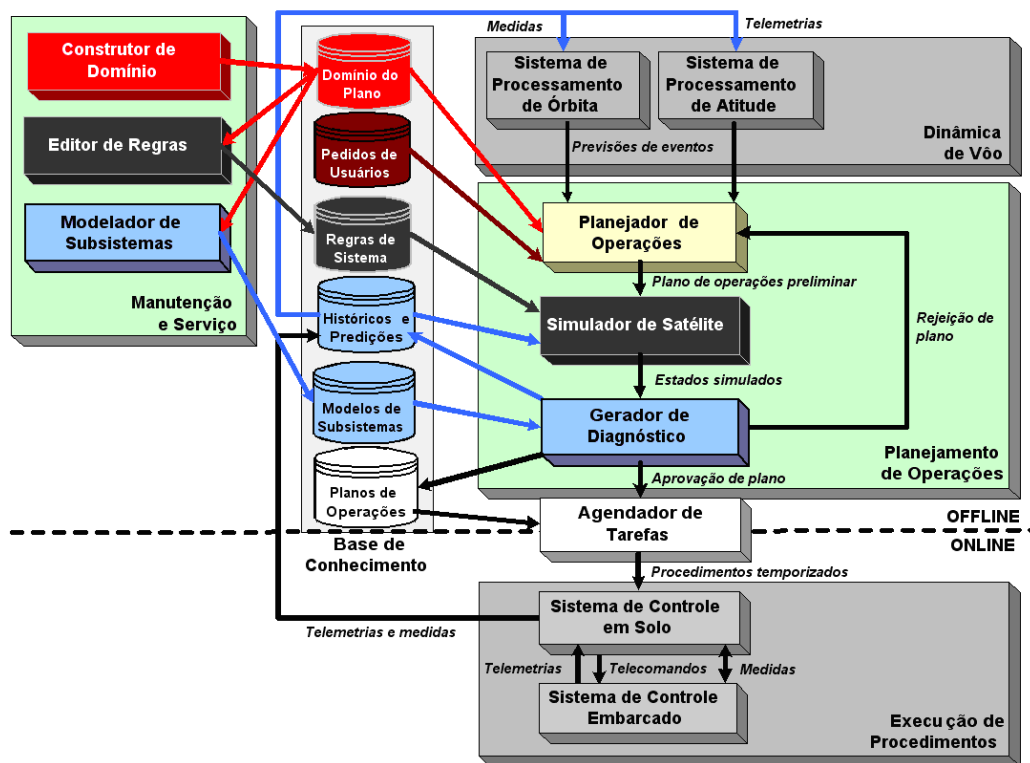 Construtor de
Domínio
Editor de Regras
Modelador de
Subsistemas
Manutenção
e Serviço
Domínio do
Plano
Pedidos de
Usuários
Regras de
Sistema
Históricos e
Predições
Modelos de
Subsistemas
Planos de
Operações
Base de
Conhecimento
Medidas
Telemetrias
Sistema de
Processamento
de Órbita
Sistema de
Processamento
de Atitude
Previsões de eventos
Dinâmica
de Vôo
Planejador de
Operações
Plano de operações preliminar
Simulador de Satélite
Rejeição de
plano
Estados simulados
Gerador de
Diagnóstico
Planejamento
de Operações
Aprovação de plano
Agendador de
Tarefas
OFFLINE
ONLINE
Procedimentos temporizados
Sistema de Controle
em Solo
Telemetrias e medidas
Telemetrias
Telecomandos
Medidas
Sistema de Controle
Embarcado
Execução de
Procedimentos